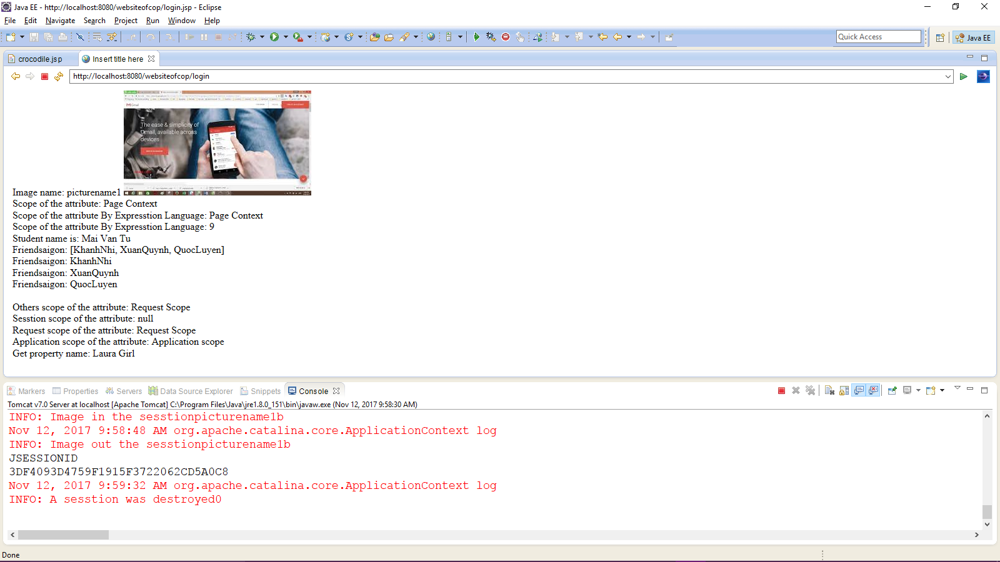 Java EE - http://localhost:8080/websiteofcop/login.jsp - Eclipse
File Edit Navigate Search Project Run Window Help
Quick Access
Java EE
crocodile.jsp
Insert title here
http://localhost:8080/websiteofcop/login
Gmail
The ease & simplicity of
Gmail, available across
devices
Image name: picturename1
Scope of the attribute: Page Context
Scope of the attribute By Expresstion Language: Page Context
Scope of the attribute By Expresstion Language: 9
Student name is: Mai Van Tu
Friendsaigon: [KhanhNhi, XuanQuynh, QuocLuyen]
Friendsaigon: KhanhNhi
Friendsaigon: XuanQuynh
Friendsaigon: QuocLuyen
Others scope of the attribute: Request Scope
Sesstion scope of the attribute: null
Request scope of the attribute: Request Scope
Application scope of the attribute: Application scope
Get property name: Laura Girl
Markers Properties Servers Data Source Explorer Snippets Console
Tomcat v7.0 Server at localhost [Apache Tomcat] C:\Program Files\Java\jre1.8.0_151\bin\javaw.exe (Nov 12, 2017 9:58:30 AM)
INFO: Image in the sesstionpicturename1b
Nov 12, 2017 9:58:48 AM org.apache.catalina.core.ApplicationContext log
INFO: Image out the sesstionpicturename1b
JSESSIONID
3DF4093D4759F1915F3722062CD5A0C8
Nov 12, 2017 9:59:32 AM org.apache.catalina.core.ApplicationContext log
INFO: A sesstion was destroyed0
Done